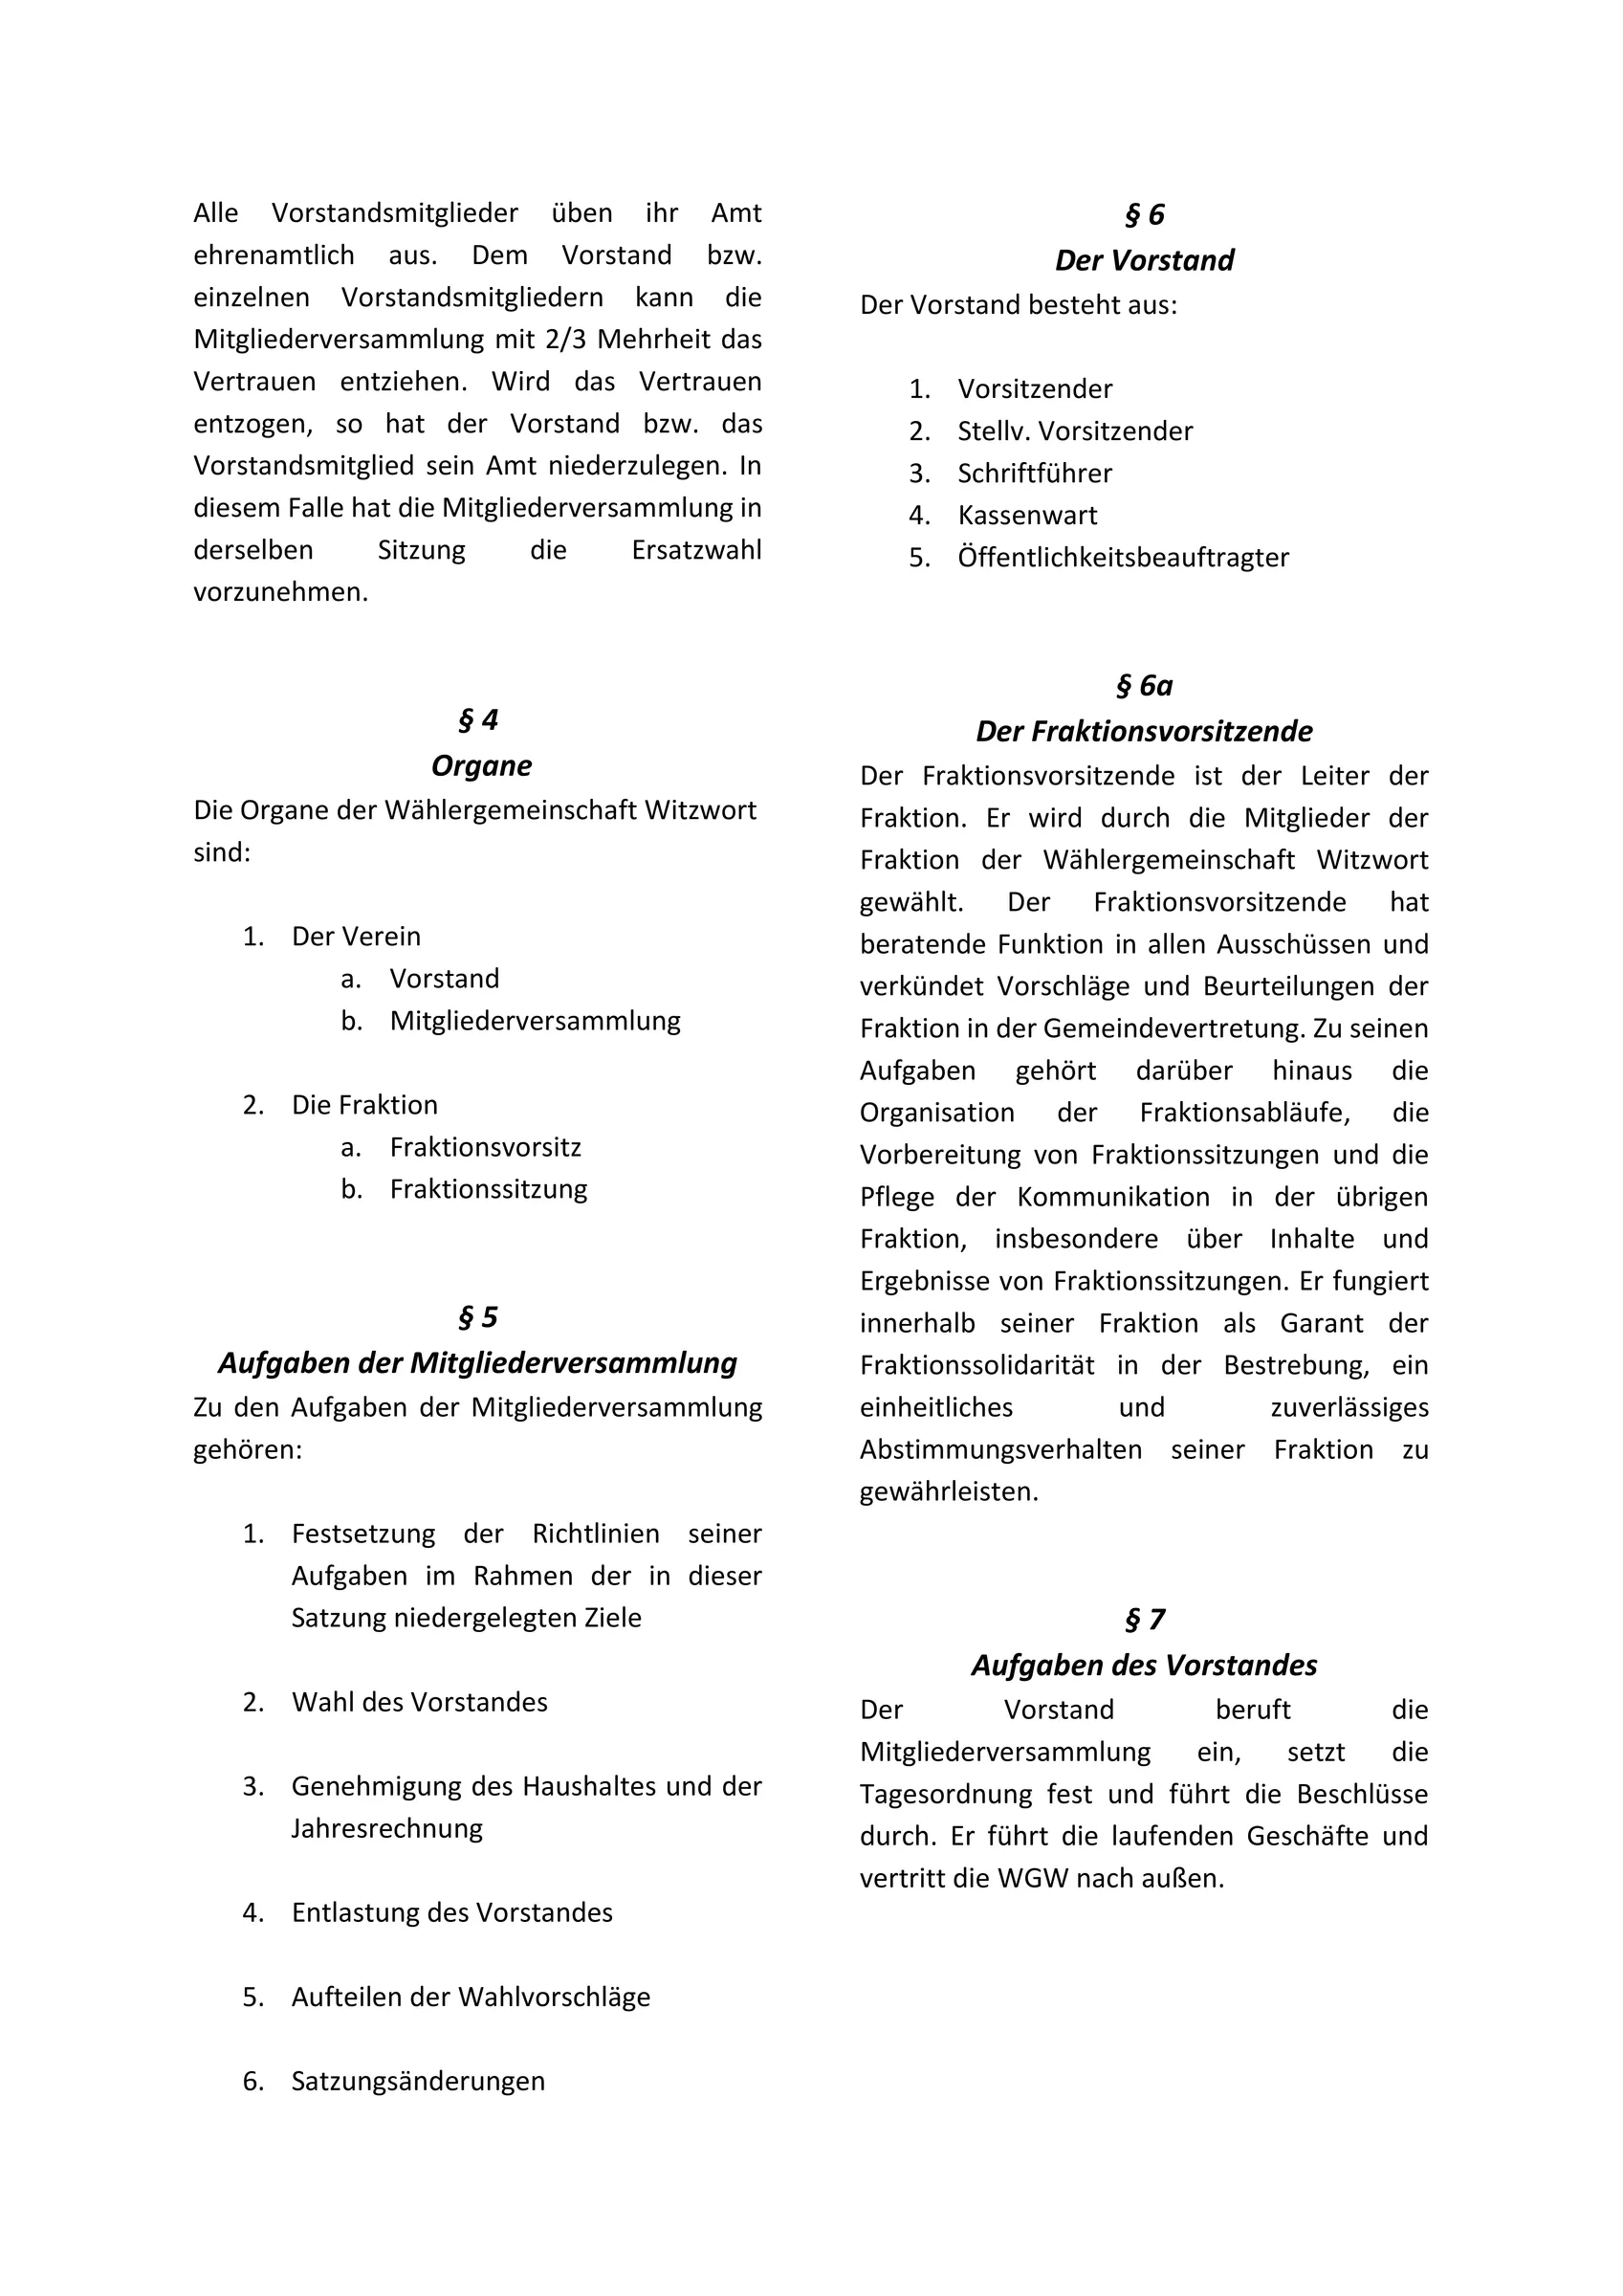 Alle Vorstandsmitglieder üben ihr Amt
ehrenamtlich aus. Dem Vorstand bzw.
einzelnen Vorstandsmitgliedern kann die
Mitgliederversammlung mit 2/3 Mehrheit das
Vertrauen entziehen. Wird das Vertrauen
entzogen, so hat der Vorstand bzw. das
Vorstandsmitglied sein Amt niederzulegen. In
diesem Falle hat die Mitgliederversammlung in
derselben Sitzung die Ersatzwahl
vorzunehmen.
§ 4
Organe
Die Organe der Wählergemeinschaft Witzwort
sind:
1. Der Verein
a. Vorstand
b. Mitgliederversammlung
2. Die Fraktion
a. Fraktionsvorsitz
b. Fraktionssitzung
§ 5
Aufgaben der Mitgliederversammlung
Zu den Aufgaben der Mitgliederversammlung
gehören:
1. Festsetzung der Richtlinien seiner
Aufgaben im Rahmen der in dieser
Satzung niedergelegten Ziele
2. Wahl des Vorstandes
3. Genehmigung des Haushaltes und der
Jahresrechnung
4. Entlastung des Vorstandes
5. Aufteilen der Wahlvorschläge
6. Satzungsänderungen
§ 6
Der Vorstand
Der Vorstand besteht aus:
1. Vorsitzender
2. Stellv. Vorsitzender
3. Schriftführer
4. Kassenwart
5. Öffentlichkeitsbeauftragter
§ 6a
Der Fraktionsvorsitzende
Der Fraktionsvorsitzende ist der Leiter der
Fraktion. Er wird durch die Mitglieder der
Fraktion der Wählergemeinschaft Witzwort
gewählt. Der Fraktionsvorsitzende hat
beratende Funktion in allen Ausschüssen und
verkündet Vorschläge und Beurteilungen der
Fraktion in der Gemeindevertretung. Zu seinen
Aufgaben gehört darüber hinaus die
Organisation der Fraktionsabläufe, die
Vorbereitung von Fraktionssitzungen und die
Pflege der Kommunikation in der übrigen
Fraktion, insbesondere über Inhalte und
Ergebnisse von Fraktionssitzungen. Er fungiert
innerhalb seiner Fraktion als Garant der
Fraktionssolidarität in der Bestrebung, ein
einheitliches und zuverlässiges
Abstimmungsverhalten seiner Fraktion zu
gewährleisten.
§ 7
Aufgaben des Vorstandes
Der Vorstand beruft die
Mitgliederversammlung ein, setzt die
Tagesordnung fest und führt die Beschlüsse
durch. Er führt die laufenden Geschäfte und
vertritt die WGW nach außen.